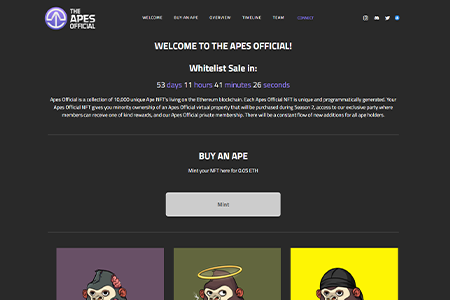 THE
APES
OFFICIAL
WELCOME
BUY AN APE
OVERVIEW
TIMELINE
TEAM
CONNECT
WELCOME TO THE APES OFFICIAL!
Whitelist Sale in:
53 days 11 hours 41 minutes 26 seconds
Apes Official is a collection of 10,000 unique Ape NFT's living on the Ethereum blockchain. Each Apes Official NFT is unique and programmatically generated. Your
Apes Official NFT gives you minority ownership of an Apes Official virtual property that will be purchased during Season 2, access to our exclusive party where
members can receive one of kind rewards, and our Apes Official private membership. There will be a constant flow of new additions for all ape holders.
BUY AN APE
Mint your NFT here for 0.05 ETH
Mint